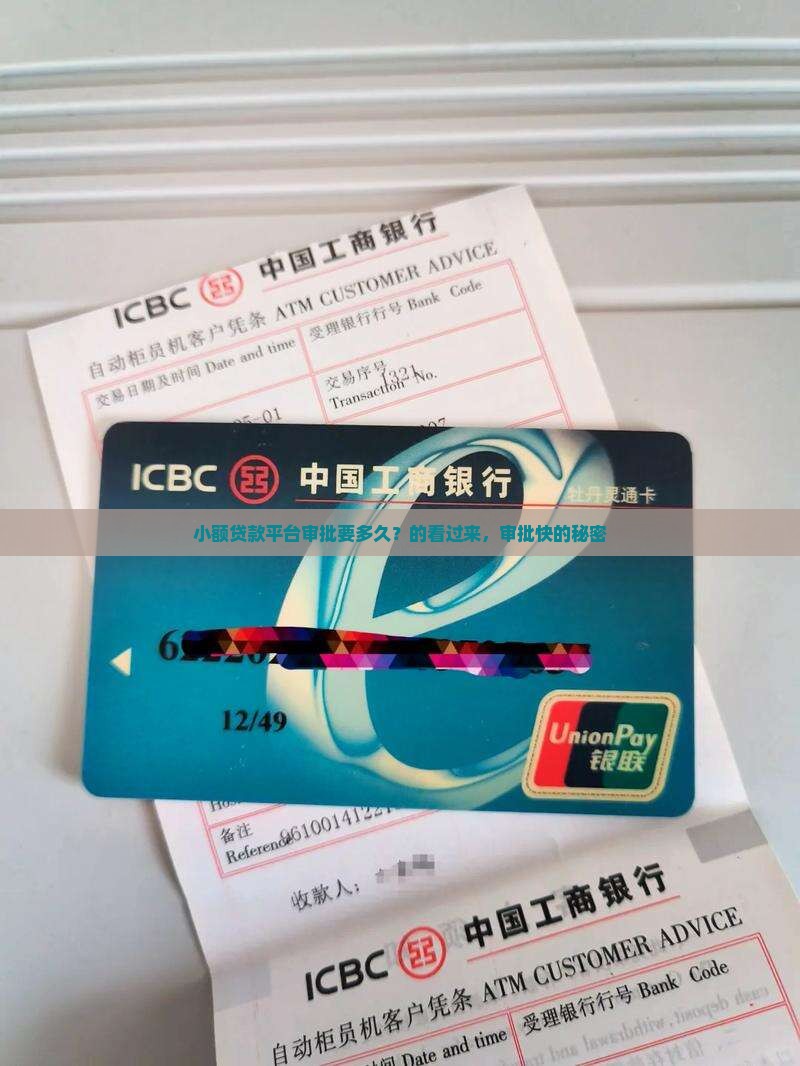 ICBC 中国工商银行
自动柜员机客户凭条 ATM CUSTOMER ADVICE
交易日期及时间 Date and time
受理银行行号 Bank Code
交易序号
Transaction No.
1321
05-01
ICBC 中国工商银行
牡丹灵通卡
小额贷款平台审批要多久？的看过来，审批快的秘密
12/49
UnionPay
银联
备注
Reference
收款人：
ICBC 中国工商银行
自动柜员机客户凭条 ATM CUSTOMER ADVICE
Date and time
受理银行行号 Bank Code